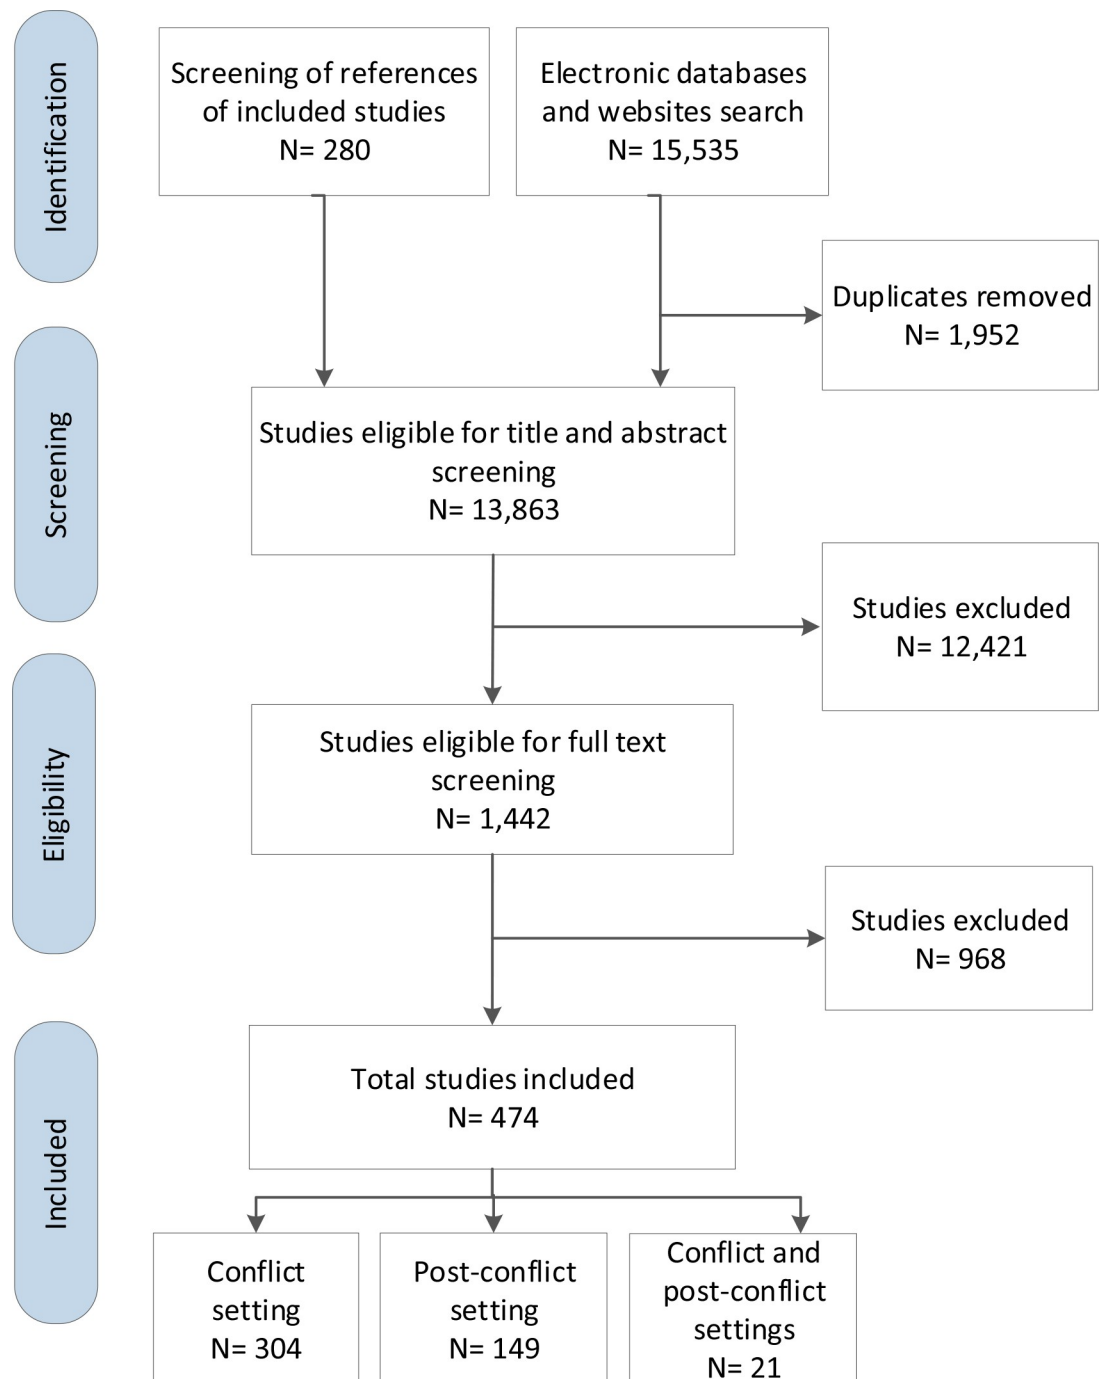 Identification
Screening of references
of included studies
N= 280
Electronic databases
and websites search
N= 15,535
Duplicates removed
N= 1,952
Screening
Studies eligible for title and abstract
screening
N= 13,863
Studies excluded
N= 12,421
Eligibility
Studies eligible for full text
screening
N= 1,442
Studies excluded
N= 968
Included
Total studies included
N= 474
Conflict
setting
N= 304
Post-conflict
setting
N= 149
Conflict and
post-conflict
settings
N= 21